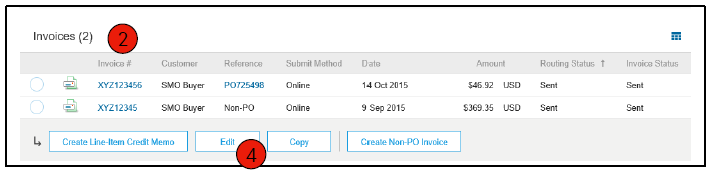 Invoices (2)
2
Invoice # Customer Reference Submit Method Date Amount Routing Status ↑ Invoice Status
XYZ123456 SMO Buyer PO725498 Online 14 Oct 2015 $46.92 USD Sent Sent
XYZ12345 SMO Buyer Non-PO Online 9 Sep 2015 $369.35 USD Sent Sent
Create Line-Item Credit Memo Edit Copy Create Non-PO Invoice
4